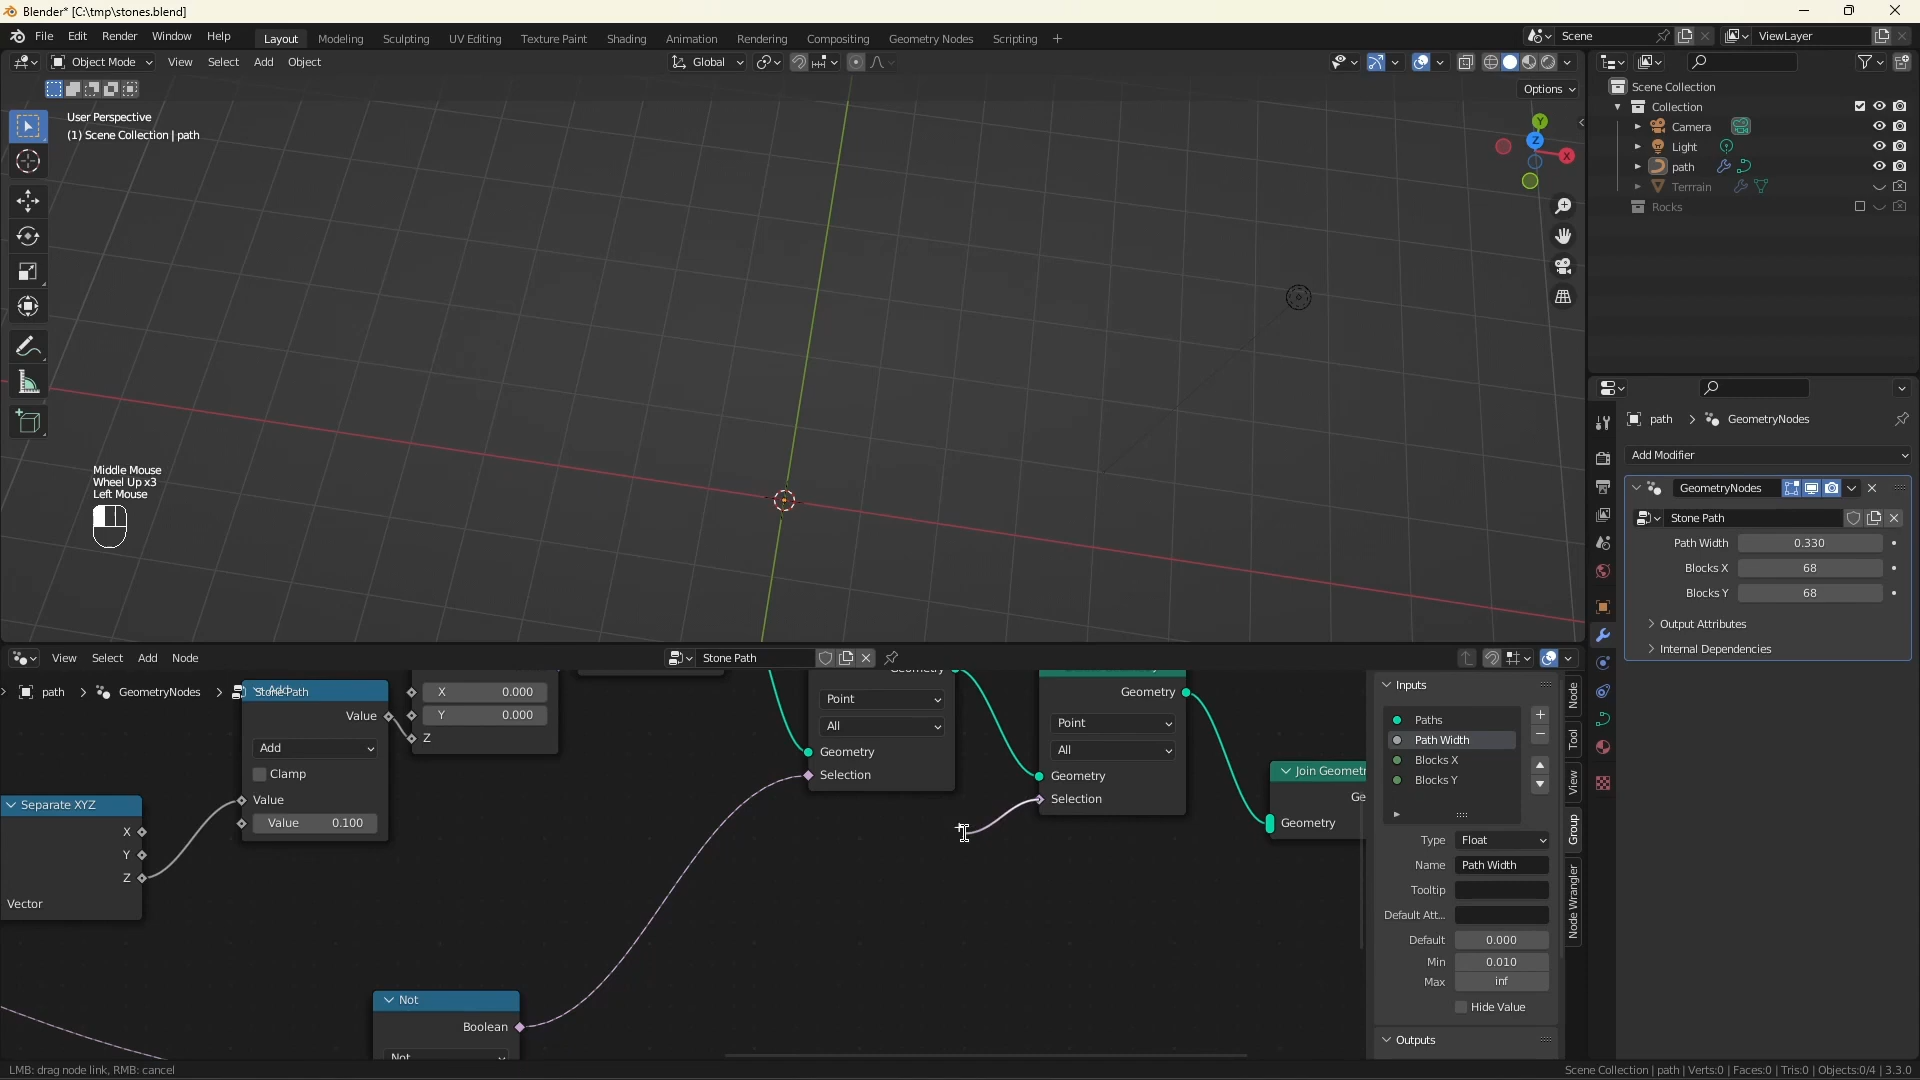 Blender* [C:\tmp\stones.blend]
File Edit Render Window Help
Layout Modeling Sculpting UV Editing Texture Paint Shading Animation Rendering Compositing Geometry Nodes Scripting +
Scene
ViewLayer
Object Mode View Select Add Object
Global
Options
User Perspective
(1) Scene Collection | path
Y
Z
X
Middle Mouse
Wheel Up x3
Left Mouse
Scene Collection
Collection
Camera
Light
path
Terrain
Rocks
path > GeometryNodes
Add Modifier
GeometryNodes
Stone Path
Path Width 0.330
Blocks X 68
Blocks Y 68
Output Attributes
Internal Dependencies
View Select Add Node
Stone Path
path > GeometryNodes > Stone Path
Value
Add
Clamp
Value
Value 0.100
X 0.000
Y 0.000
Z
Separate XYZ
X
Y
Z
Vector
Point
All
Geometry
Selection
Geometry
Point
All
Geometry
Selection
Join Geometr
Ge
Geometry
Not
Boolean
Not
Inputs
Paths
Path Width
Blocks X
Blocks Y
Type Float
Name Path Width
Tooltip
Default Att...
Default 0.000
Min 0.010
Max inf
Hide Value
Outputs
Node
Tool
View
Group
Node Wrangler
LMB: drag node link, RMB: cancel
Scene Collection | path | Verts:0 | Faces:0 | Tris:0 | Objects:0/4 | 3.3.0